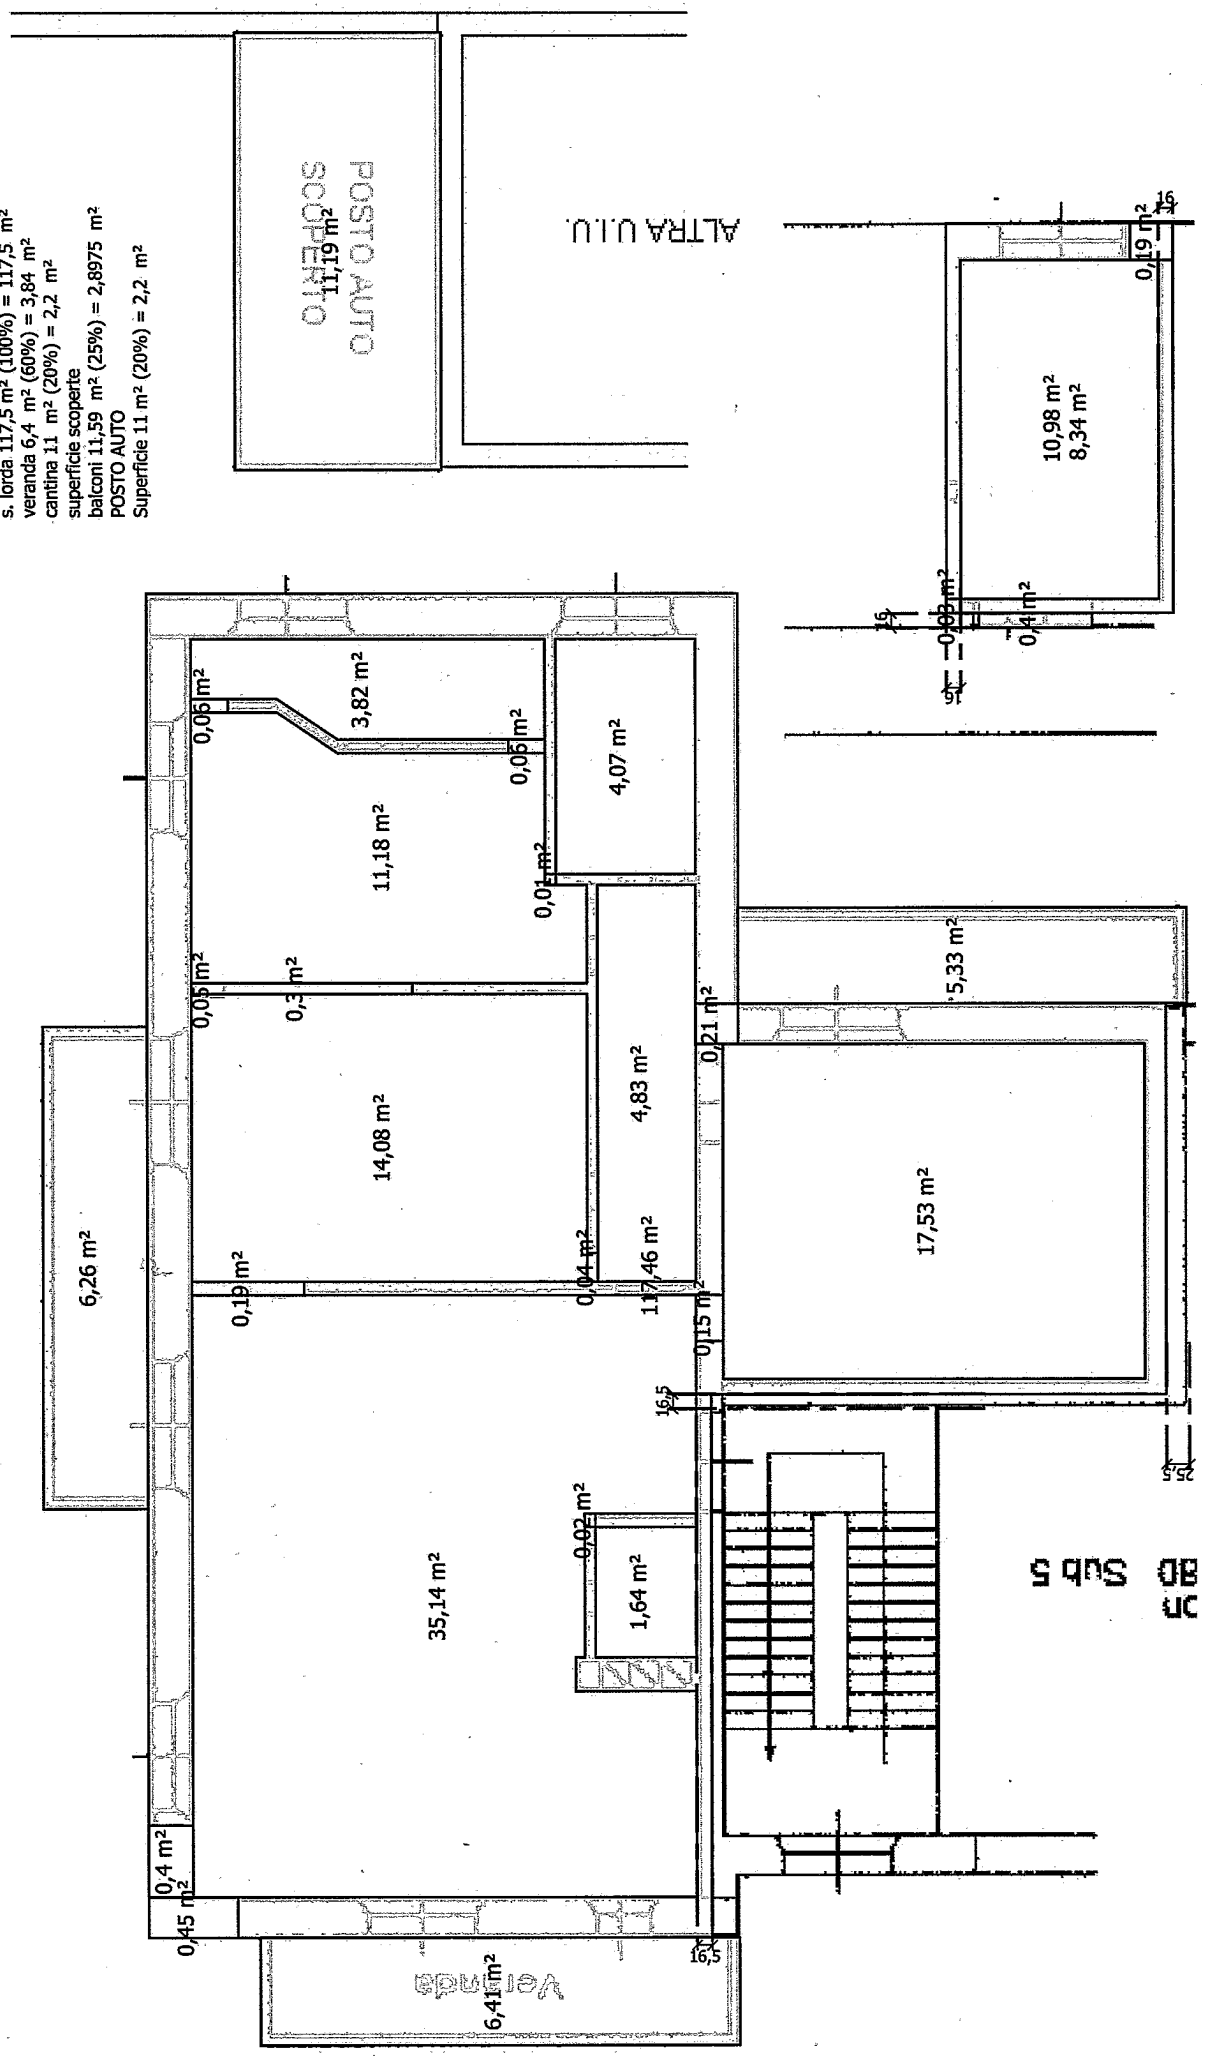 s. lorda 117,5 m² (100%) = 117,5 m²
veranda 6,4 m² (60%) = 3,84 m²
cantina 11 m² (20%) = 2,2 m²
superficie scoperte
balconi 11,59 m² (25%) = 2,8975 m²
POSTO AUTO
Superficie 11 m² (20%) = 2,2 m²
POSTO AUTO
SCOPERTO
11,19 m²
ALTRA U.I.U.
16
0,19 m²
10,98 m²
8,34 m²
0,03 m²
0,4 m²
16
16
0,06 m²
3,82 m²
0,06 m²
4,07 m²
11,18 m²
0,01 m²
0,05 m²
0,3 m²
5,33 m²
0,21 m²
14,08 m²
4,83 m²
6,26 m²
17,53 m²
0,19 m²
0,04 m²
117,46 m²
0,15 m²
16,5
25,5
0,02 m²
35,14 m²
1,64 m²
Sub 5
0,4 m²
0,45 m²
16,5
Veranda
6,41 m²